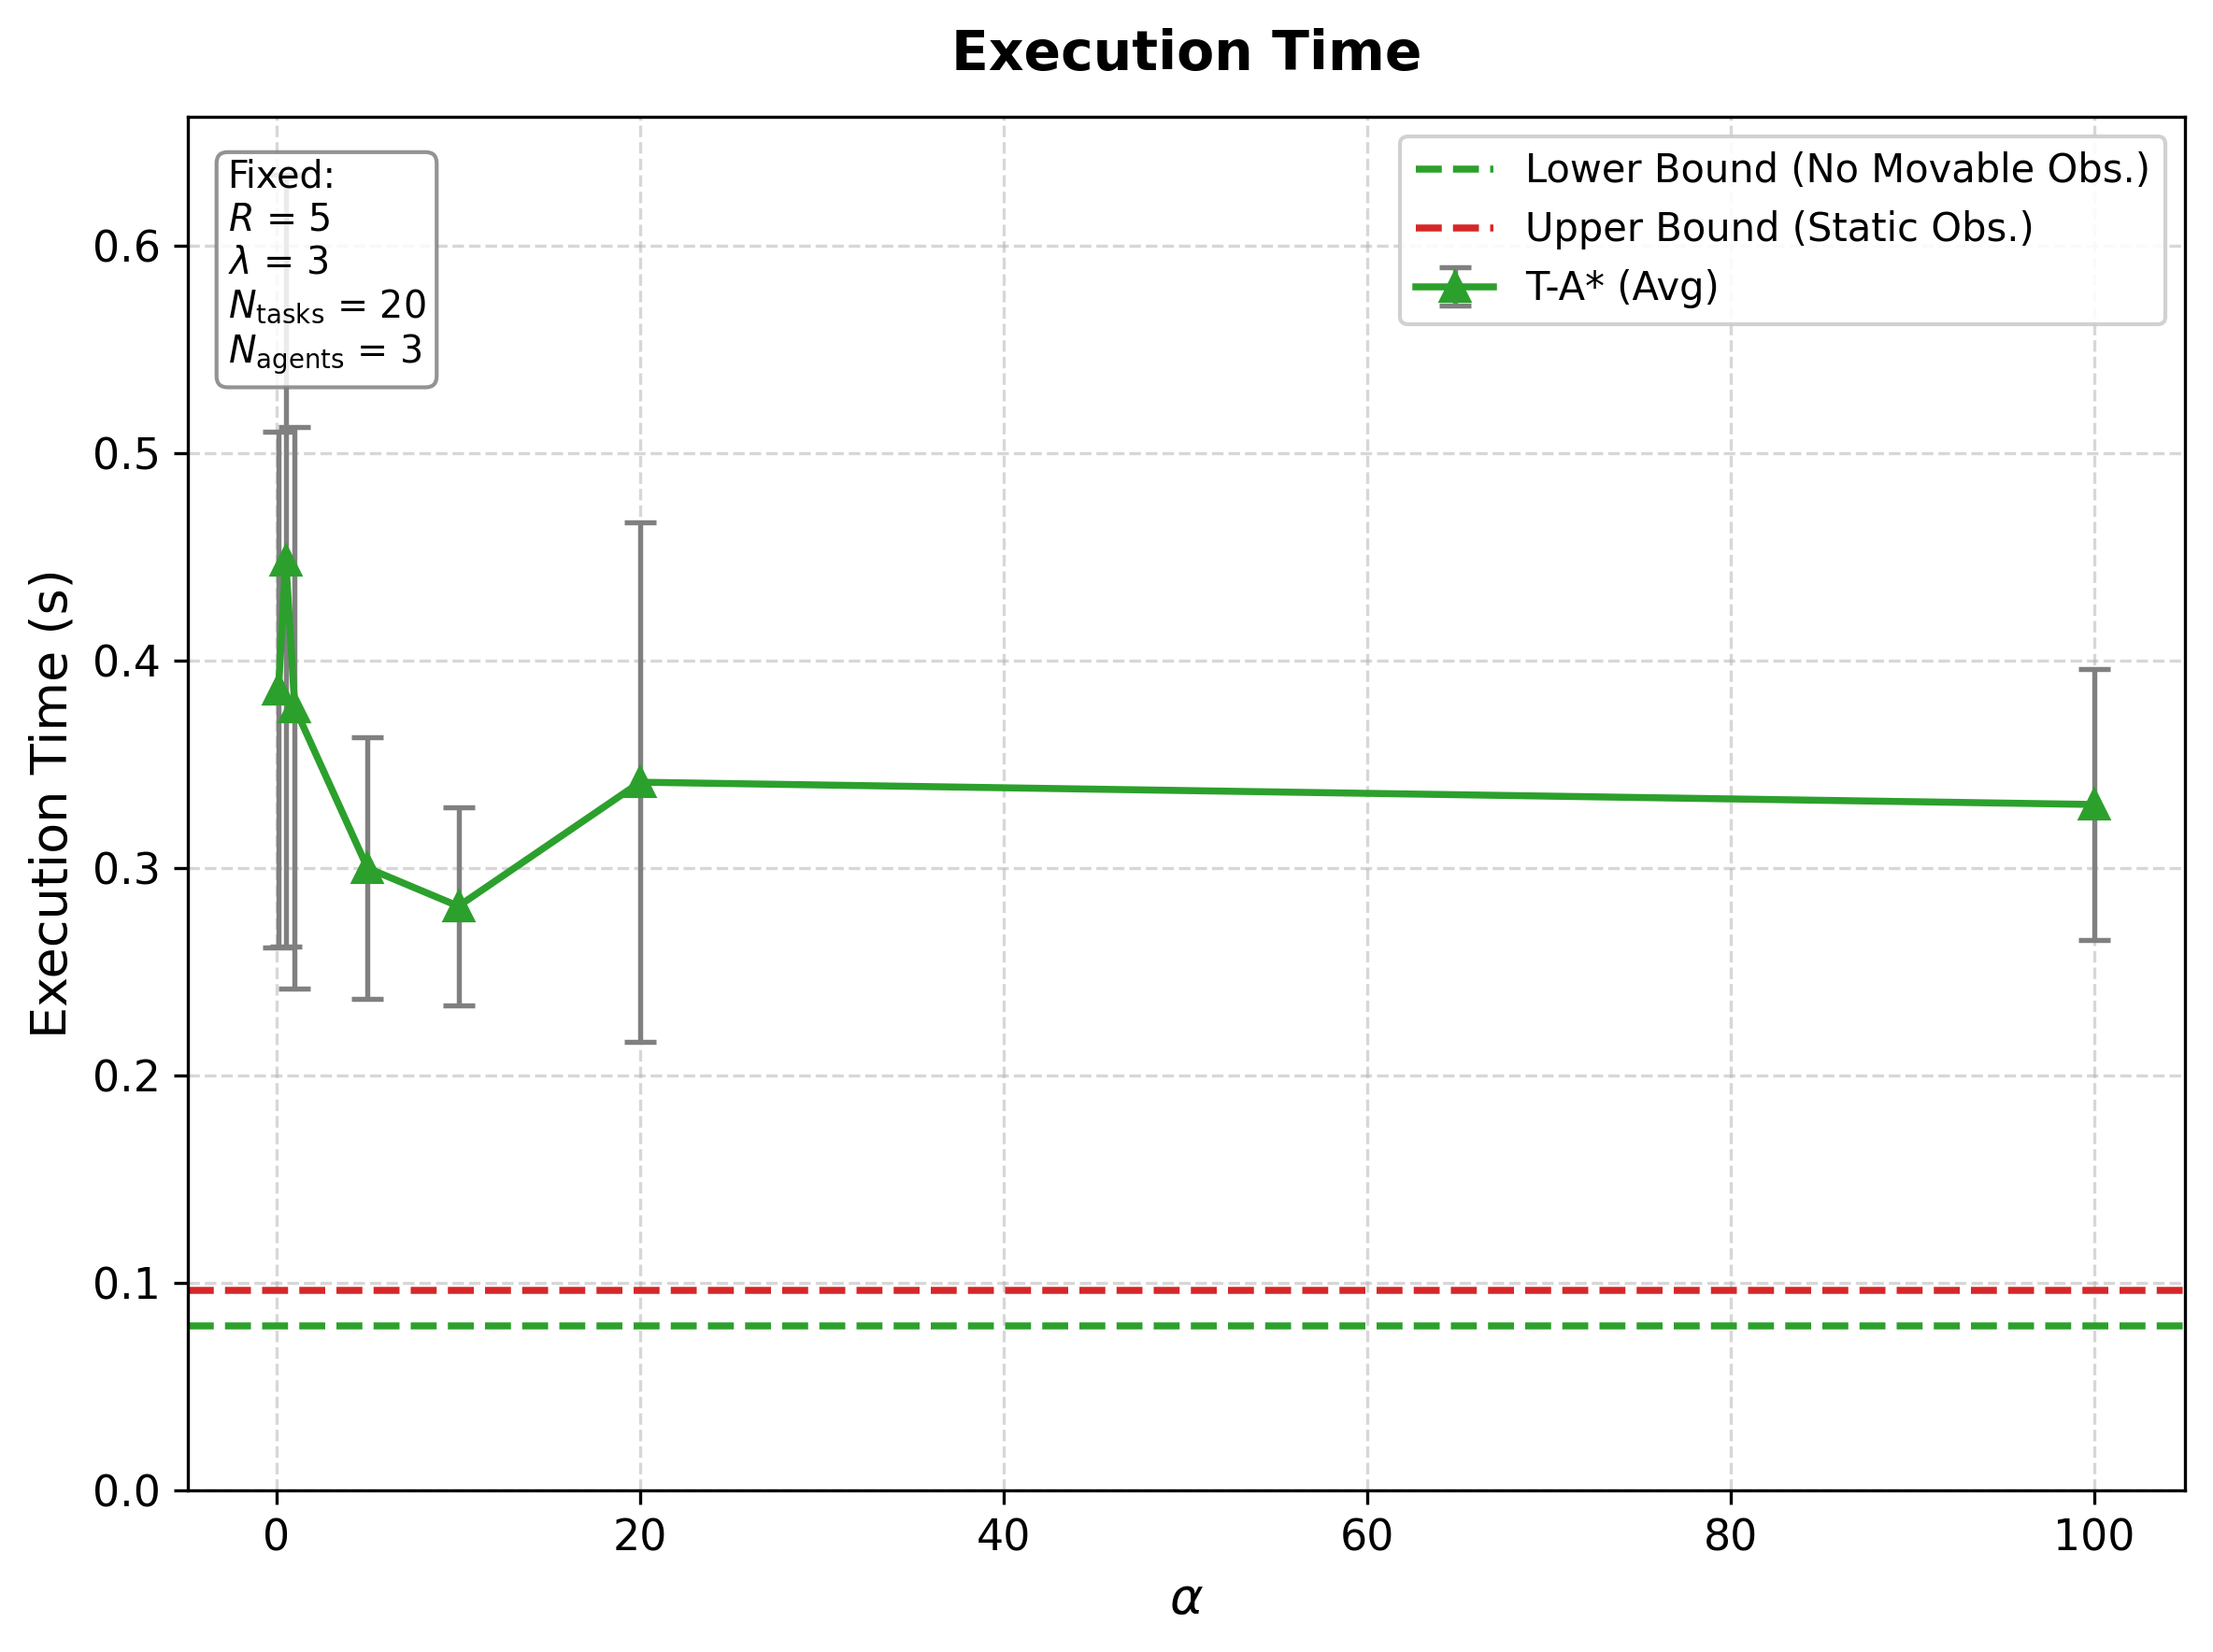 Execution Time
Fixed:
R = 5
λ = 3
N_tasks = 20
N_agents = 3
Lower Bound (No Movable Obs.)
Upper Bound (Static Obs.)
T-A* (Avg)
Execution Time (s)
0.6
0.5
0.4
0.3
0.2
0.1
0.0
0 20 40 60 80 100
α